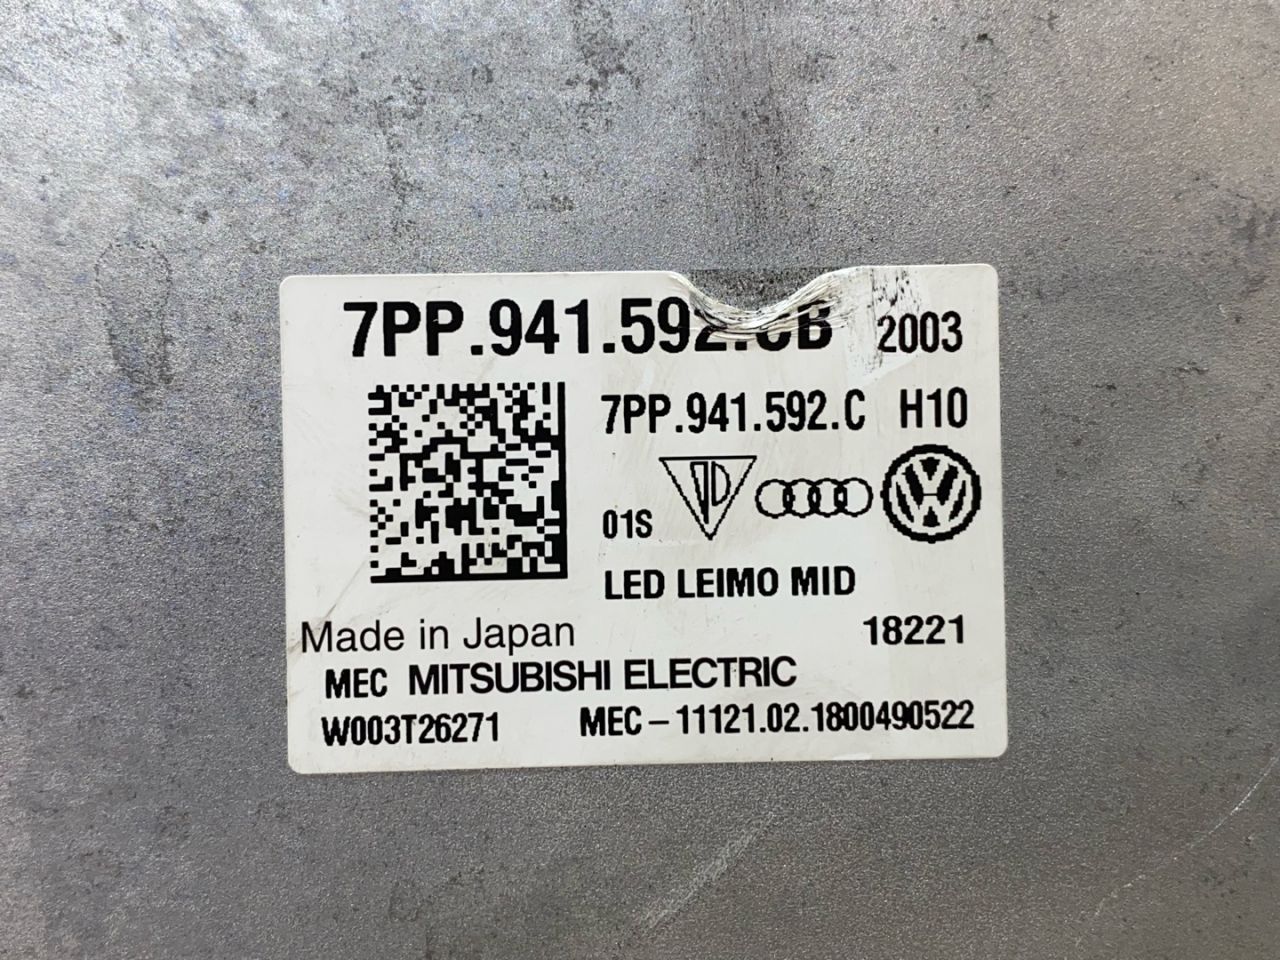 7PP.941.592.CB 2003
7PP.941.592.C H10
01S
LED LEIMO MID
Made in Japan 18221
MEC MITSUBISHI ELECTRIC
W003T26271 MEC-11121.02.1800490522